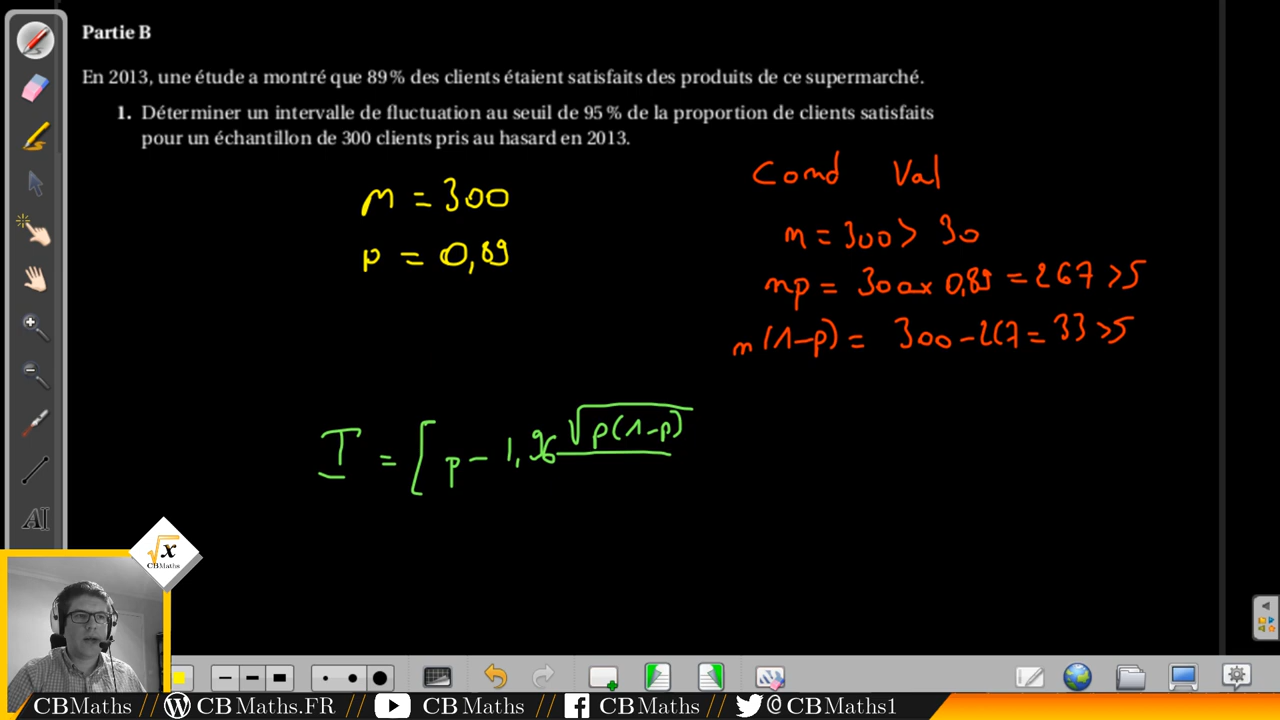 Partie B
En 2013, une étude a montré que 89 % des clients étaient satisfaits des produits de ce supermarché.
1. Déterminer un intervalle de fluctuation au seuil de 95 % de la proportion de clients satisfaits
pour un échantillon de 300 clients pris au hasard en 2013.
n = 300
p = 0,89
Cond Val
n = 300 > 30
np = 300 × 0,89 = 267 > 5
n(1-p) = 300 - 267 = 33 > 5
I = [ p - 1,96 √p(1-p)
AI
√x
CBMaths
CBMaths CBMaths.FR CBMaths CBMaths @CBMaths1